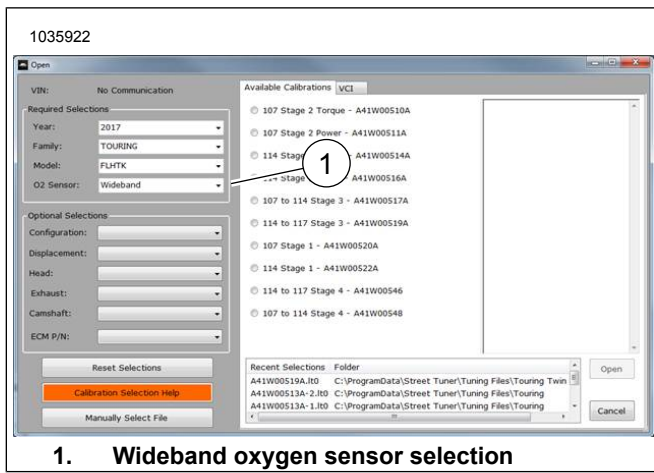 1035922
Open
VIN: No Communication
Required Selections
Year: 2017
Family: TOURING
Model: FLHTK
O2 Sensor: Wideband
Optional Selections
Configuration:
Displacement:
Head:
Exhaust:
Camshaft:
ECM P/N:
Reset Selections
Calibration Selection Help
Manually Select File
Available Calibrations VCI
107 Stage 2 Torque - A41W00510A
107 Stage 2 Power - A41W00511A
114 Stage - A41W00514A
Stage A41W00516A
107 to 114 Stage 3 - A41W00517A
114 to 117 Stage 3 - A41W00519A
107 Stage 1 - A41W00520A
114 Stage 1 - A41W00522A
114 to 117 Stage 4 - A41W00546
107 to 114 Stage 4 - A41W00548
1
Recent Selections Folder
A41W00519A.lt0 C:\ProgramData\Street Tuner\Tuning Files\Touring Twin
A41W00513A-2.lt0 C:\ProgramData\Street Tuner\Tuning Files\Touring
A41W00513A-1.lt0 C:\ProgramData\Street Tuner\Tuning Files\Touring
Open
Cancel
1. Wideband oxygen sensor selection